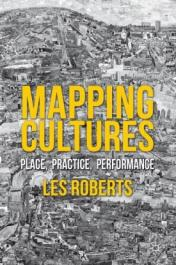 MAPPING
CULTURES
PLACE, PRACTICE, PERFORMANCE
LES ROBERTS